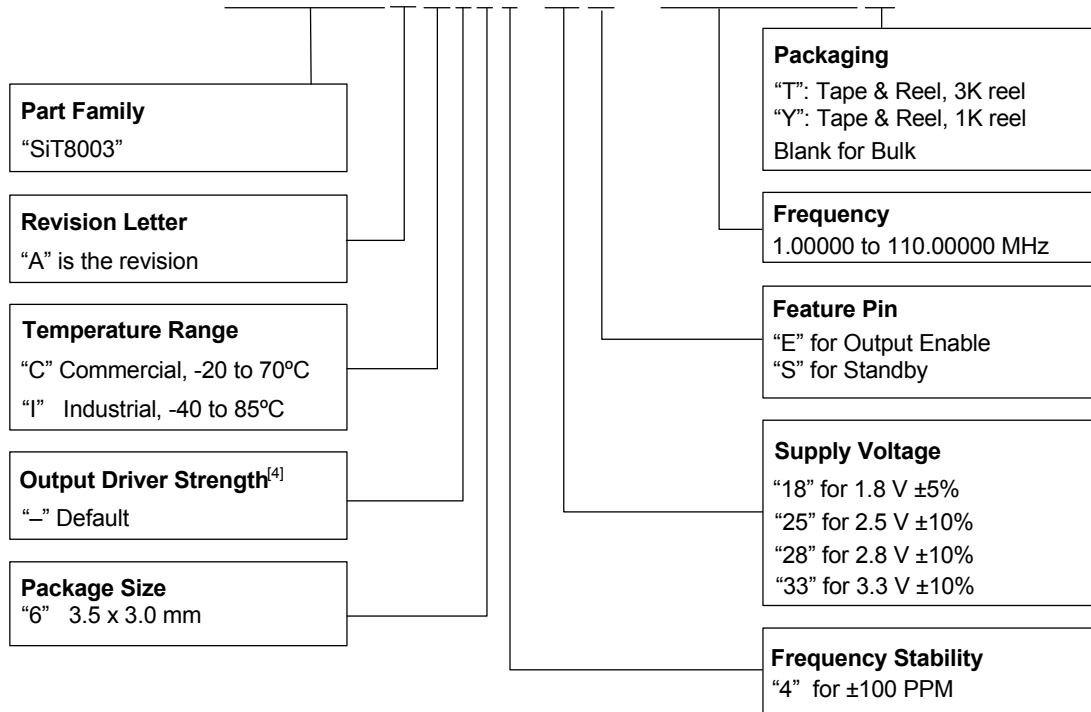 Part Family
“SiT8003”
Revision Letter
“A” is the revision
Temperature Range
“C” Commercial, -20 to 70ºC
“I” Industrial, -40 to 85ºC
Output Driver Strength[4]
“–” Default
Package Size
“6” 3.5 x 3.0 mm
Packaging
“T”: Tape & Reel, 3K reel
“Y”: Tape & Reel, 1K reel
Blank for Bulk
Frequency
1.00000 to 110.00000 MHz
Feature Pin
“E” for Output Enable
“S” for Standby
Supply Voltage
“18” for 1.8 V ±5%
“25” for 2.5 V ±10%
“28” for 2.8 V ±10%
“33” for 3.3 V ±10%
Frequency Stability
“4” for ±100 PPM